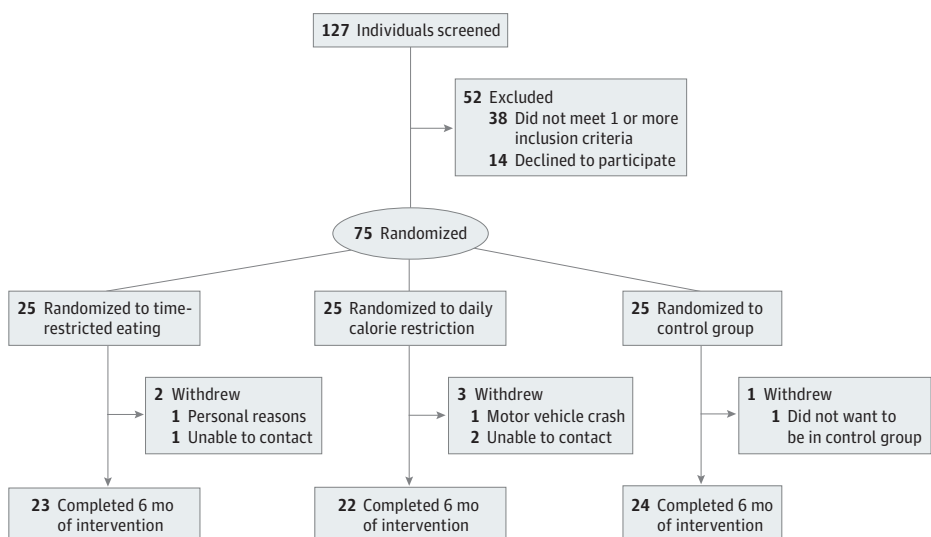 127 Individuals screened
52 Excluded
38 Did not meet 1 or more
inclusion criteria
14 Declined to participate
75 Randomized
25 Randomized to time-
restricted eating
25 Randomized to daily
calorie restriction
25 Randomized to
control group
2 Withdrew
1 Personal reasons
1 Unable to contact
3 Withdrew
1 Motor vehicle crash
2 Unable to contact
1 Withdrew
1 Did not want to
be in control group
23 Completed 6 mo
of intervention
22 Completed 6 mo
of intervention
24 Completed 6 mo
of intervention